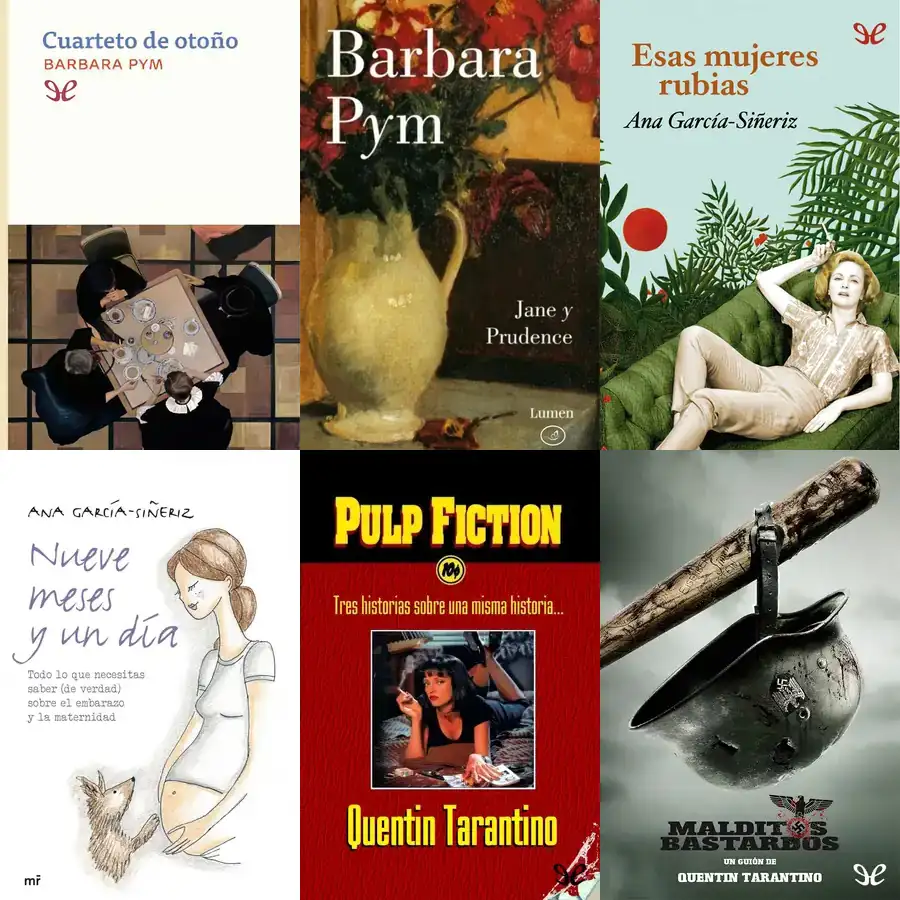 Cuarteto de otoño
BARBARA PYM
Barbara
Pym
Jane y
Prudence
Lumen
Esas mujeres
rubias
Ana García-Siñeriz
ANA GARCÍA-SIÑERIZ
Nueve
meses
y un día
Todo lo que necesitas
saber (de verdad)
sobre el embarazo
y la maternidad
mr
PULP FICTION
10¢
Tres historias sobre una misma historia...
Quentin Tarantino
MALDITOS
BASTARDOS
UN GUIÓN DE
QUENTIN TARANTINO